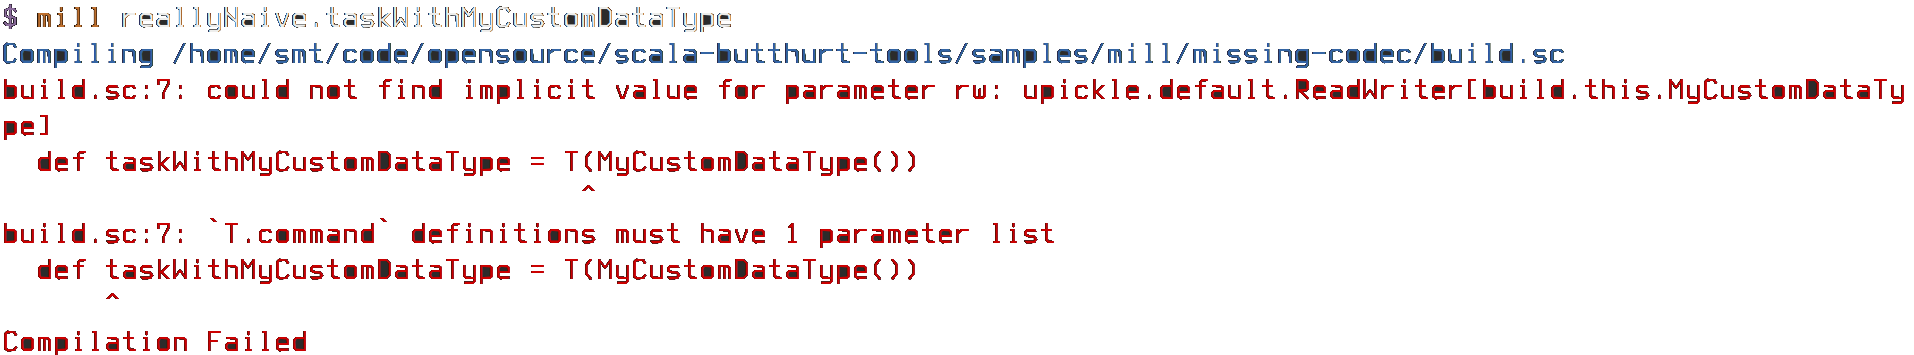 $ mill reallyNaive.taskWithMyCustomDataType
Compiling /home/smt/code/opensource/scala-butthurt-tools/samples/mill/missing-codec/build.sc
build.sc:7: could not find implicit value for parameter rw: upickle.default.ReadWriter[build.this.MyCustomDataTy
pe]
  def taskWithMyCustomDataType = T(MyCustomDataType())
                                  ^
build.sc:7: `T.command` definitions must have 1 parameter list
  def taskWithMyCustomDataType = T(MyCustomDataType())
      ^
Compilation Failed